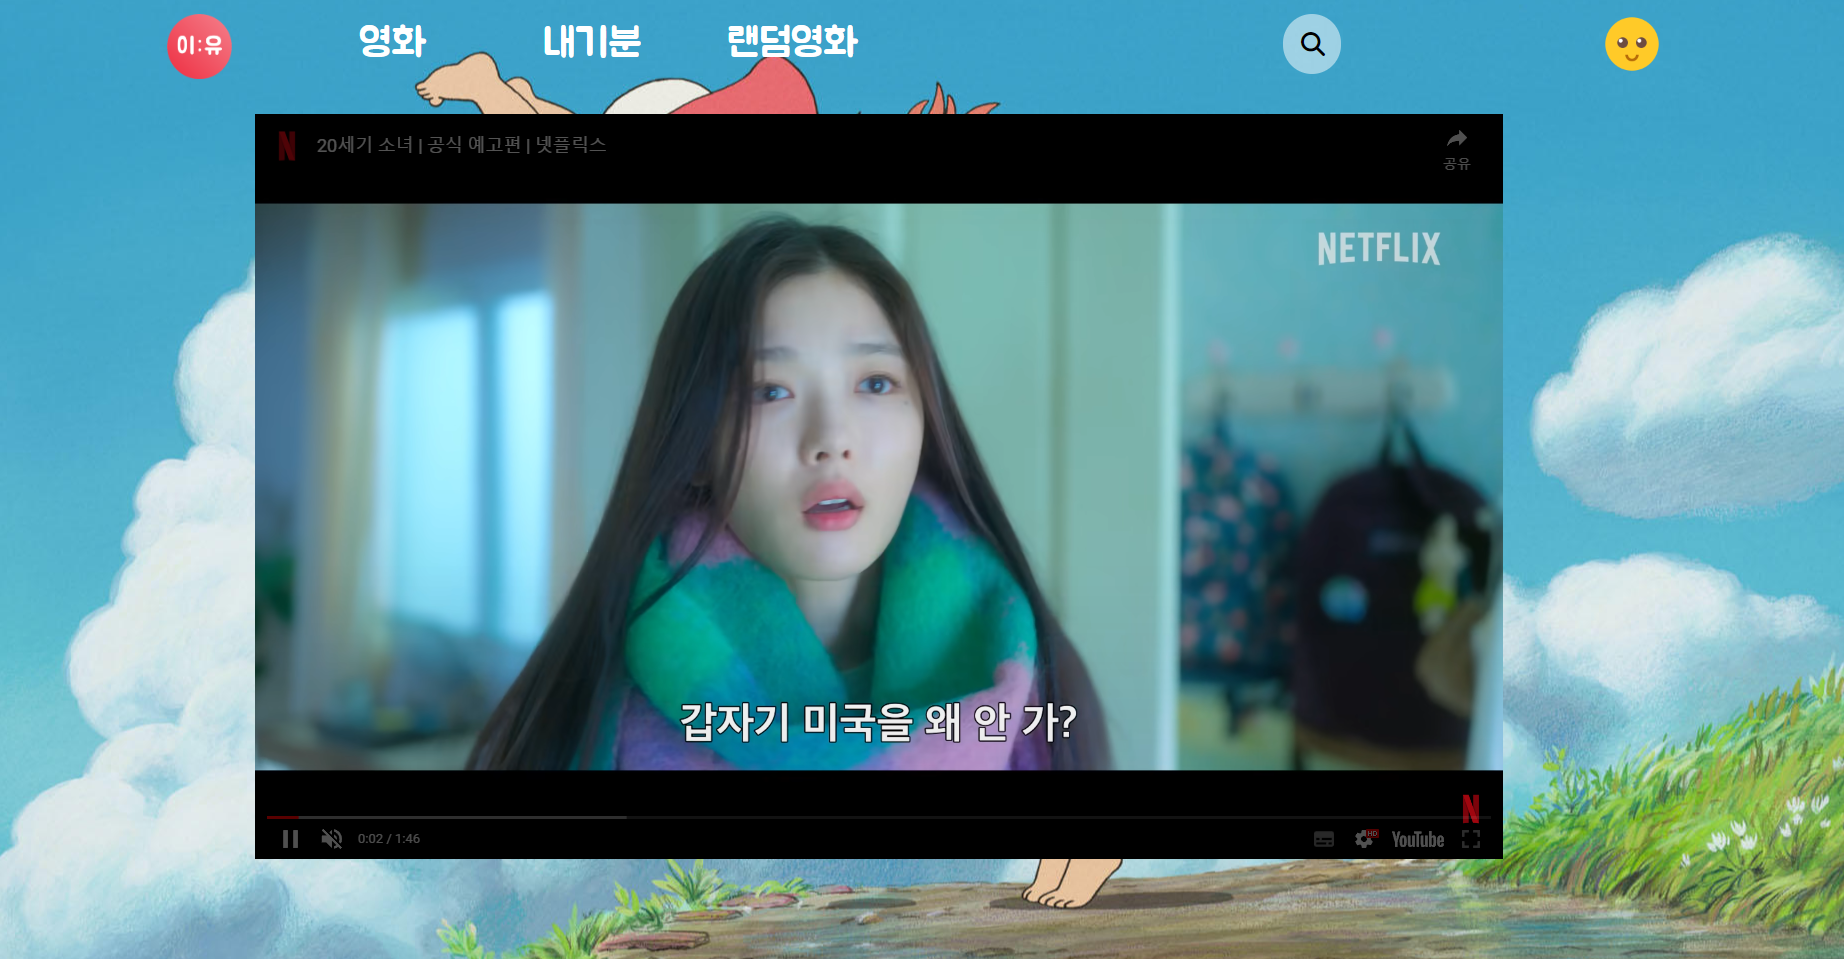 이:유
영화
내기분
랜덤영화
N
20세기 소녀 | 공식 예고편 | 넷플릭스
공유
NETFLIX
갑자기 미국을 왜 안 가?
N
0:02 / 1:46
HD
YouTube